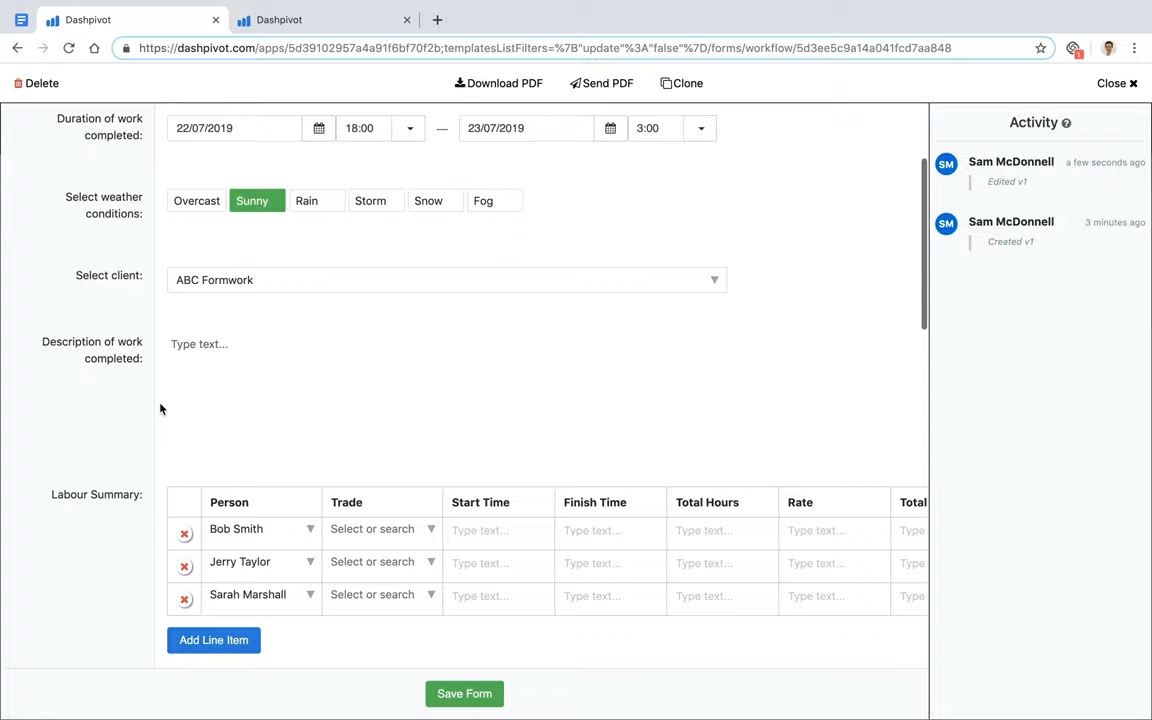 Dashpivot
Dashpivot
https://dashpivot.com/apps/5d39102957a4a91f6bf70f2b;templatesListFilters=%7B"update"%3A"false"%7D/forms/workflow/5d3ee5c9a14a041fcd7aa848
1
Delete
Download PDF
Send PDF
Clone
Close
Duration of work
completed:
22/07/2019
18:00
—
23/07/2019
3:00
Select weather
conditions:
Overcast
Sunny
Rain
Storm
Snow
Fog
Select client:
ABC Formwork
Description of work
completed:
Type text...
Labour Summary:
Person Trade Start Time Finish Time Total Hours Rate Total
Bob Smith Select or search Type text... Type text... Type text... Type text... Type
Jerry Taylor Select or search Type text... Type text... Type text... Type text... Type
Sarah Marshall Select or search Type text... Type text... Type text... Type text... Type
Add Line Item
Save Form
Activity ?
SM Sam McDonnell a few seconds ago
Edited v1
SM Sam McDonnell 3 minutes ago
Created v1